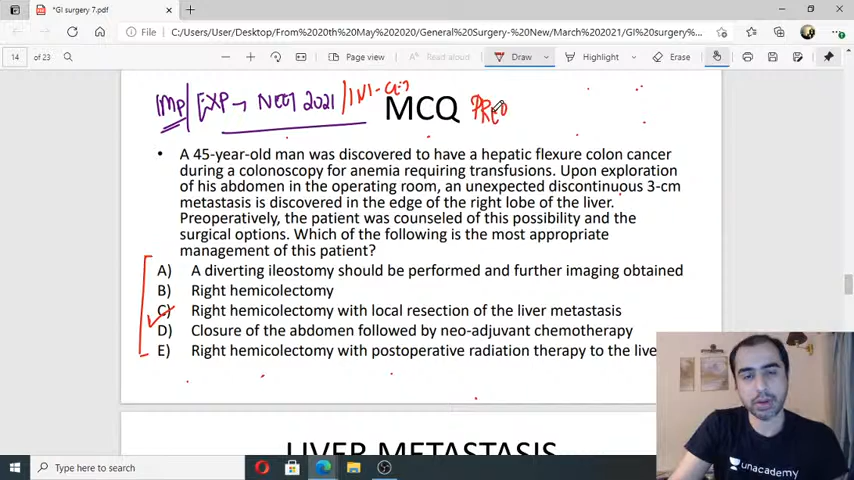 *GI surgery 7.pdf
File | C:/Users/User/Desktop/From%2020th%20May%202020/General%20Surgery-%20New/March%202021/GI%20surgery%207.pdf
14 of 23 Page view Draw Highlight Erase
Imp EXP → NEET 2021 / INI-CET
MCQ PRED
• A 45-year-old man was discovered to have a hepatic flexure colon cancer
during a colonoscopy for anemia requiring transfusions. Upon exploration
of his abdomen in the operating room, an unexpected discontinuous 3-cm
metastasis is discovered in the edge of the right lobe of the liver.
Preoperatively, the patient was counseled of this possibility and the
surgical options. Which of the following is the most appropriate
management of this patient?
A) A diverting ileostomy should be performed and further imaging obtained
B) Right hemicolectomy
C) Right hemicolectomy with local resection of the liver metastasis
D) Closure of the abdomen followed by neo-adjuvant chemotherapy
E) Right hemicolectomy with postoperative radiation therapy to the live
unacademy
LIVER METASTASIS
Type here to search